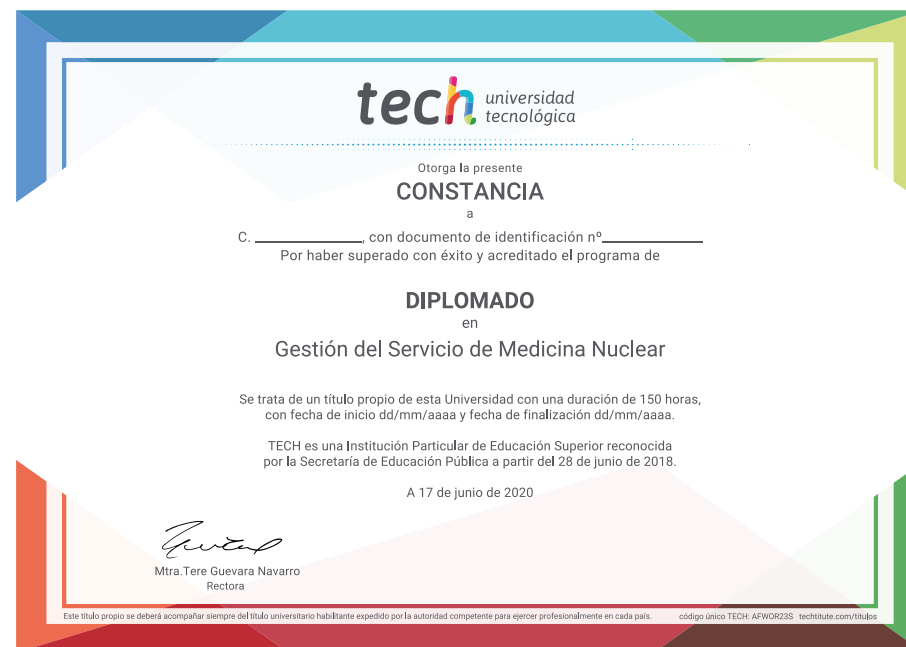 tech universidad
tecnológica
Otorga la presente
CONSTANCIA
a
C. ____________, con documento de identificación nº____________
Por haber superado con éxito y acreditado el programa de
DIPLOMADO
en
Gestión del Servicio de Medicina Nuclear
Se trata de un título propio de esta Universidad con una duración de 150 horas,
con fecha de inicio dd/mm/aaaa y fecha de finalización dd/mm/aaaa.
TECH es una Institución Particular de Educación Superior reconocida
por la Secretaría de Educación Pública a partir del 28 de junio de 2018.
A 17 de junio de 2020
Mtra.Tere Guevara Navarro
Rectora
Este título propio se deberá acompañar siempre del título universitario habilitante expedido por la autoridad competente para ejercer profesionalmente en cada país. código único TECH: AFWOR23S techtitute.com/titulos